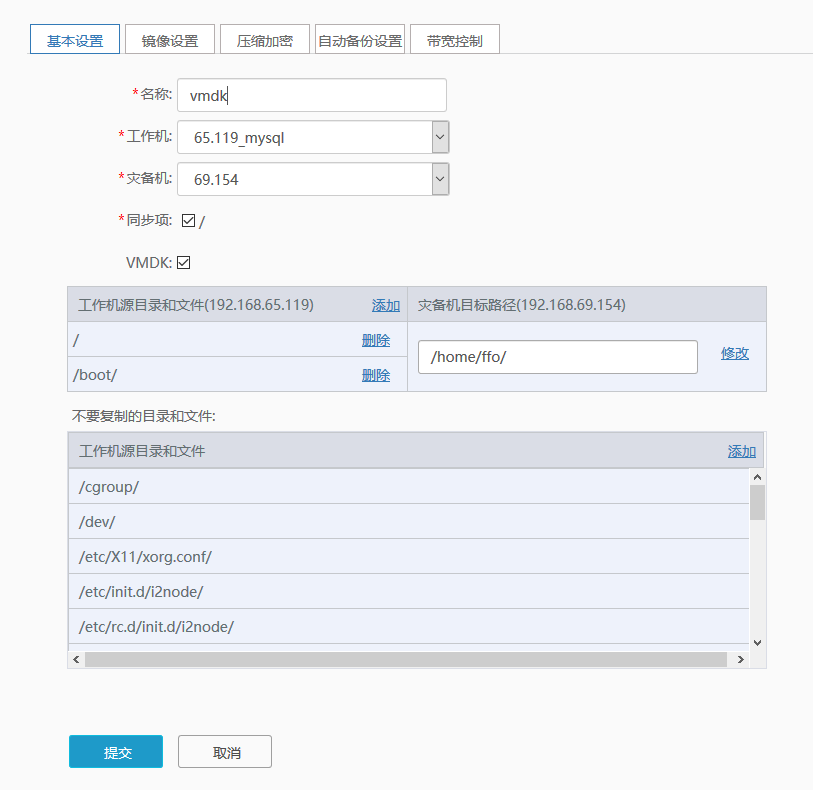 基本设置 镜像设置 压缩加密 自动备份设置 带宽控制
*名称: vmdk
*工作机: 65.119_mysql
*灾备机: 69.154
*同步项: /
VMDK:
工作机源目录和文件(192.168.65.119) 添加 灾备机目标路径(192.168.69.154)
/ 删除
/home/ffo/ 修改
/boot/ 删除
不要复制的目录和文件:
工作机源目录和文件 添加
/cgroup/
/dev/
/etc/X11/xorg.conf/
/etc/init.d/i2node/
/etc/rc.d/init.d/i2node/
提交 取消